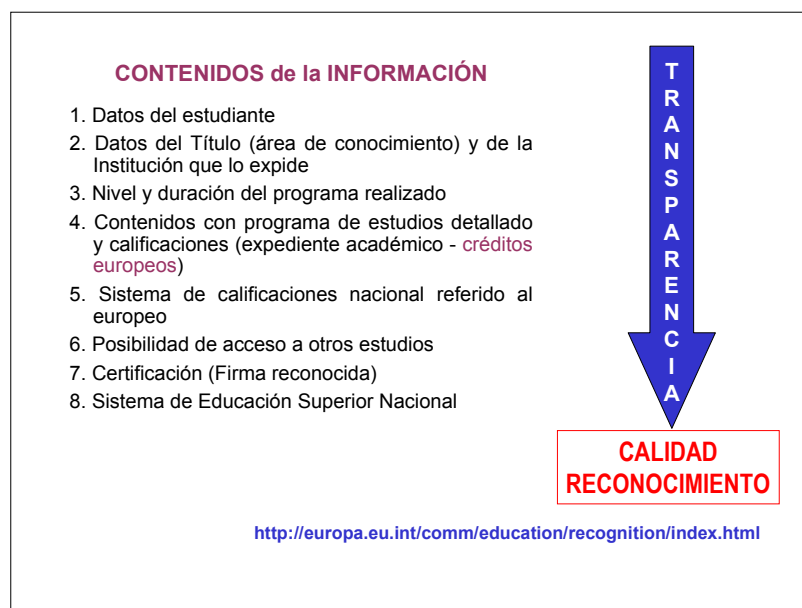 CONTENIDOS de la INFORMACIÓN
1. Datos del estudiante
2. Datos del Título (área de conocimiento) y de la
Institución que lo expide
3. Nivel y duración del programa realizado
4. Contenidos con programa de estudios detallado
y calificaciones (expediente académico - créditos
europeos)
5. Sistema de calificaciones nacional referido al
europeo
6. Posibilidad de acceso a otros estudios
7. Certificación (Firma reconocida)
8. Sistema de Educación Superior Nacional
TRANSPARENCIA
CALIDAD
RECONOCIMIENTO
http://europa.eu.int/comm/education/recognition/index.html